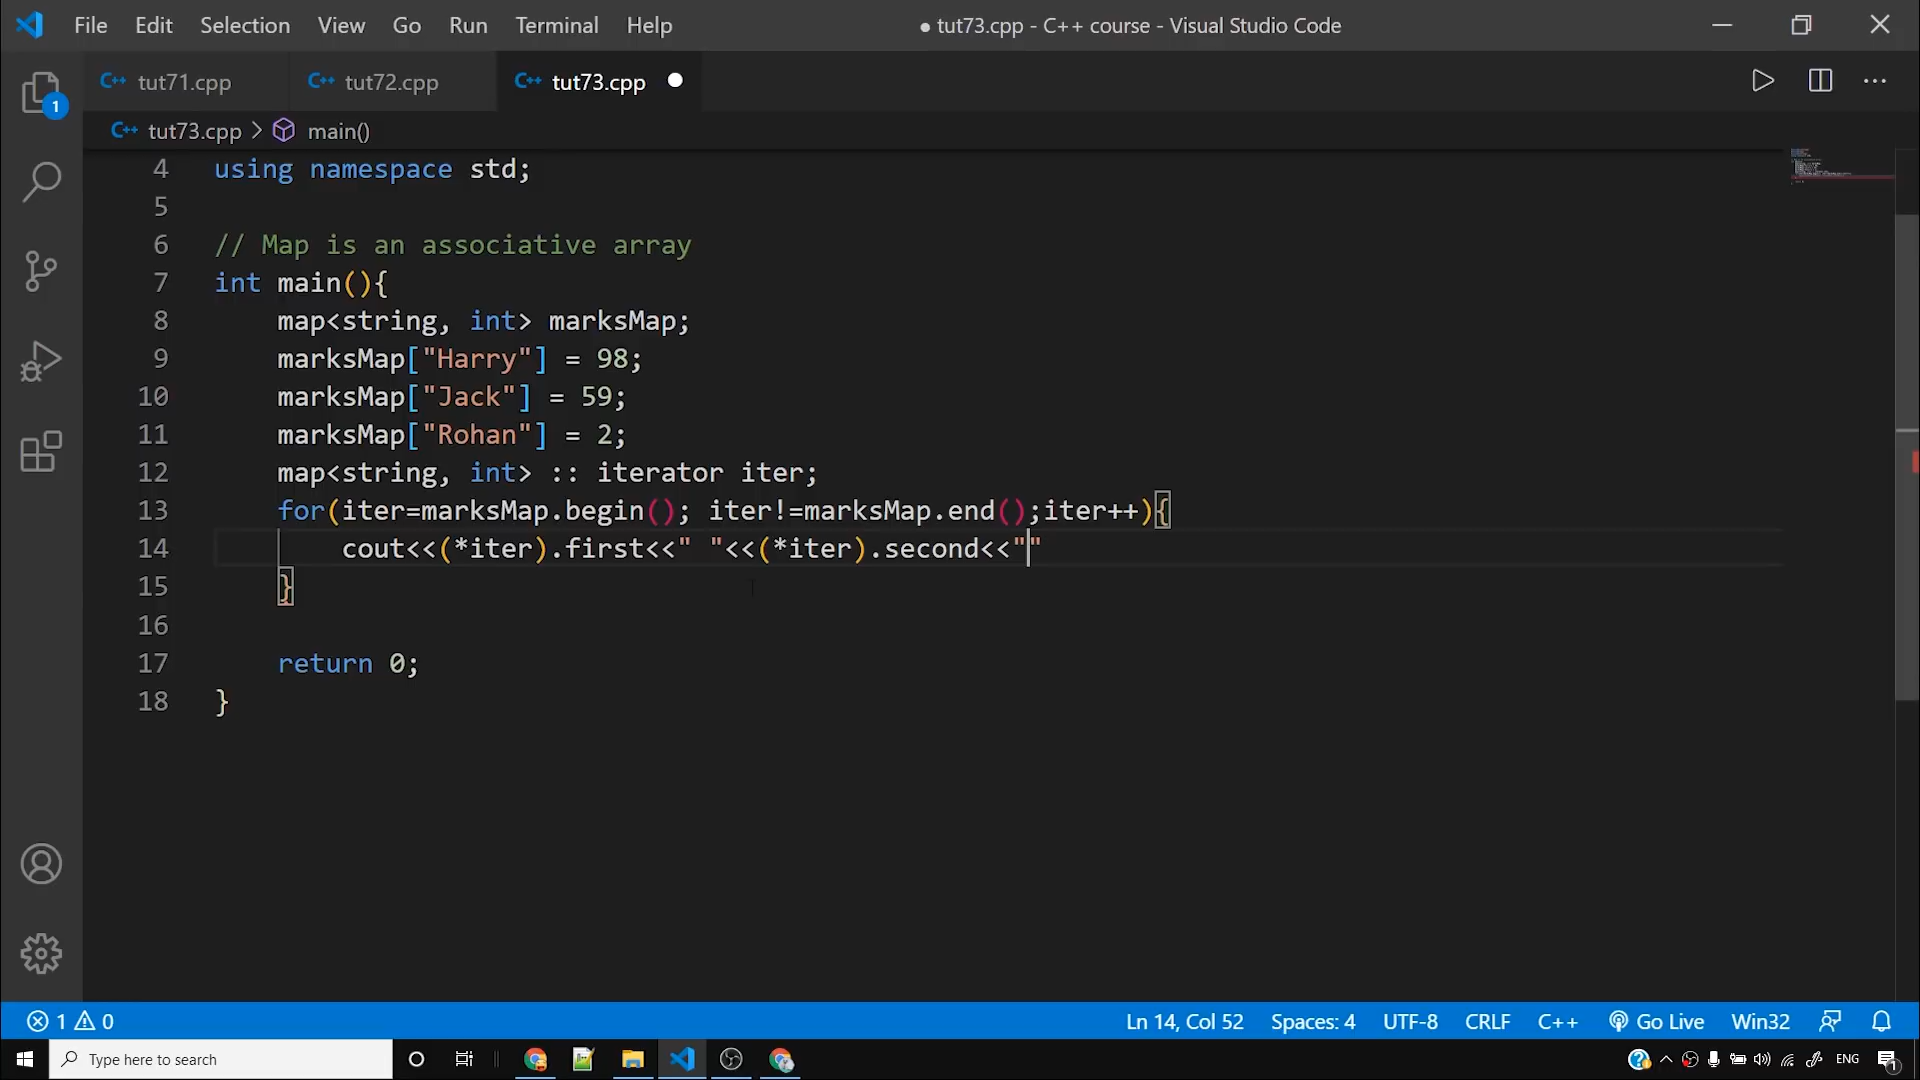 File Edit Selection View Go Run Terminal Help ● tut73.cpp - C++ course - Visual Studio Code
C++ tut71.cpp C++ tut72.cpp C++ tut73.cpp ●
C++ tut73.cpp > main()
1
4 using namespace std;
5
6 // Map is an associative array
7 int main(){
8 map<string, int> marksMap;
9 marksMap["Harry"] = 98;
10 marksMap["Jack"] = 59;
11 marksMap["Rohan"] = 2;
12 map<string, int> :: iterator iter;
13 for(iter=marksMap.begin(); iter!=marksMap.end();iter++){
14 cout<<(*iter).first<<" "<<(*iter).second<<""
15 }
16
17 return 0;
18 }
1 0 Ln 14, Col 52 Spaces: 4 UTF-8 CRLF C++ Go Live Win32
Type here to search ENG 1